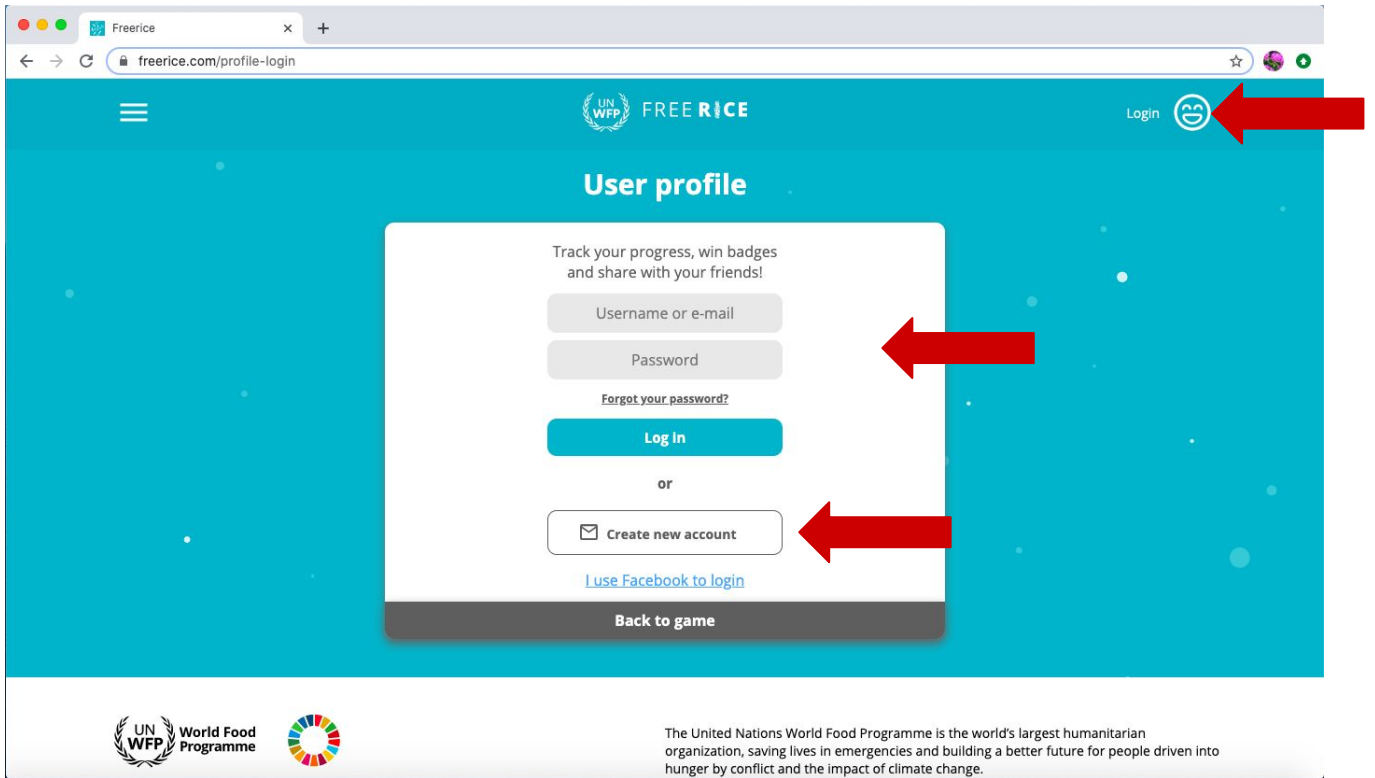 Freerice
freerice.com/profile-login
UN
WFP
FREE RICE
Login
User profile
Track your progress, win badges
and share with your friends!
Username or e-mail
Password
Forgot your password?
Log in
or
Create new account
I use Facebook to login
Back to game
UN
WFP
World Food
Programme
The United Nations World Food Programme is the world's largest humanitarian
organization, saving lives in emergencies and building a better future for people driven into
hunger by conflict and the impact of climate change.